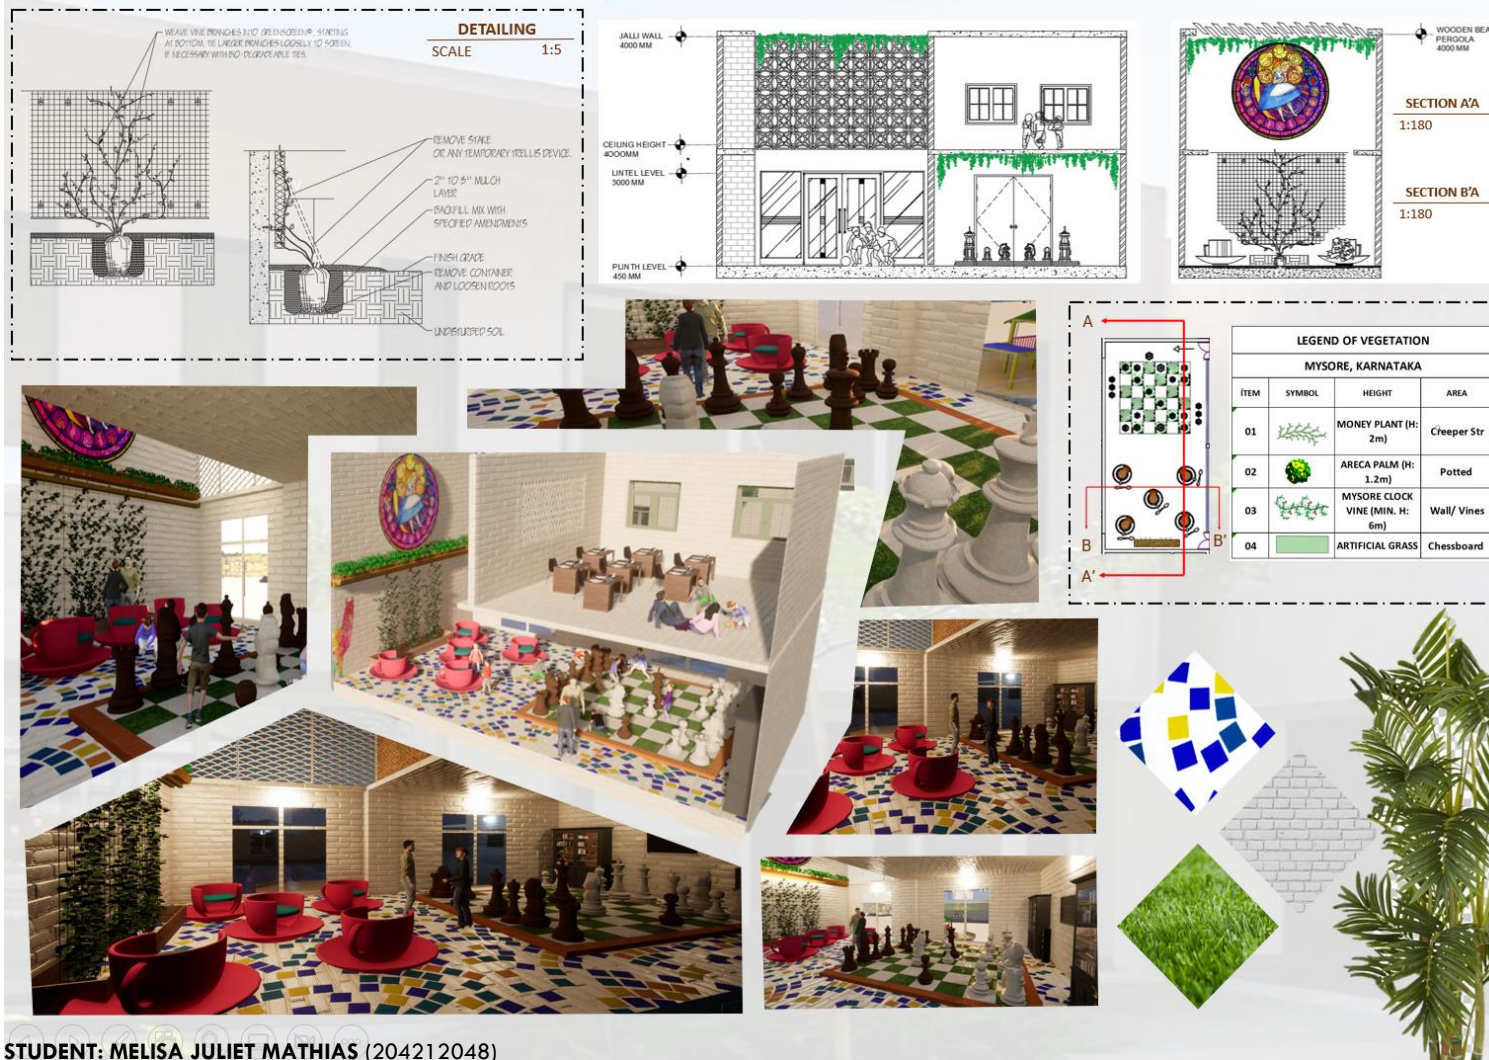 WEAVE VINE BRANCHES INTO GREENSCREEN®, STARTING
AT BOTTOM. TIE LARGER BRANCHES LOOSELY TO SCREEN,
IF NECESSARY WITH BIO-DEGRADEABLE TIES.
DETAILING
SCALE 1:5
REMOVE STAKE
OR ANY TEMPORARY TRELLIS DEVICE.
2" TO 3" MULCH
LAYER
BACKFILL MIX WITH
SPECIFIED AMENDMENTS
FINISH GRADE
REMOVE CONTAINER
AND LOOSEN ROOTS
UNDISTURBED SOIL
JALLI WALL
4000 MM
CEILING HEIGHT
4000MM
LINTEL LEVEL
3000 MM
PLINTH LEVEL
450 MM
WOODEN BEA
PERGOLA
4000 MM
SECTION A'A
1:180
SECTION B'A
1:180
A
B
B'
A'
LEGEND OF VEGETATION
MYSORE, KARNATAKA
İTEM SYMBOL HEIGHT AREA
01 MONEY PLANT (H: 2m) Creeper Str
02 ARECA PALM (H: 1.2m) Potted
03 MYSORE CLOCK VINE (MIN. H: 6m) Wall/ Vines
04 ARTIFICIAL GRASS Chessboard
STUDENT: MELISA JULIET MATHIAS (204212048)